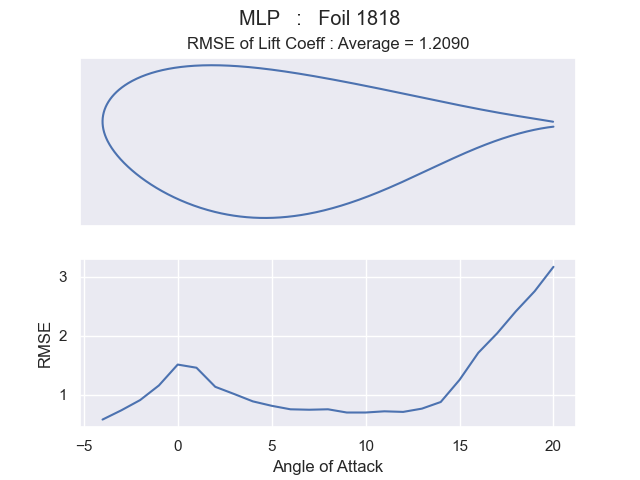 MLP : Foil 1818
RMSE of Lift Coeff : Average = 1.2090
3
2
1
RMSE
−5 0 5 10 15 20
Angle of Attack